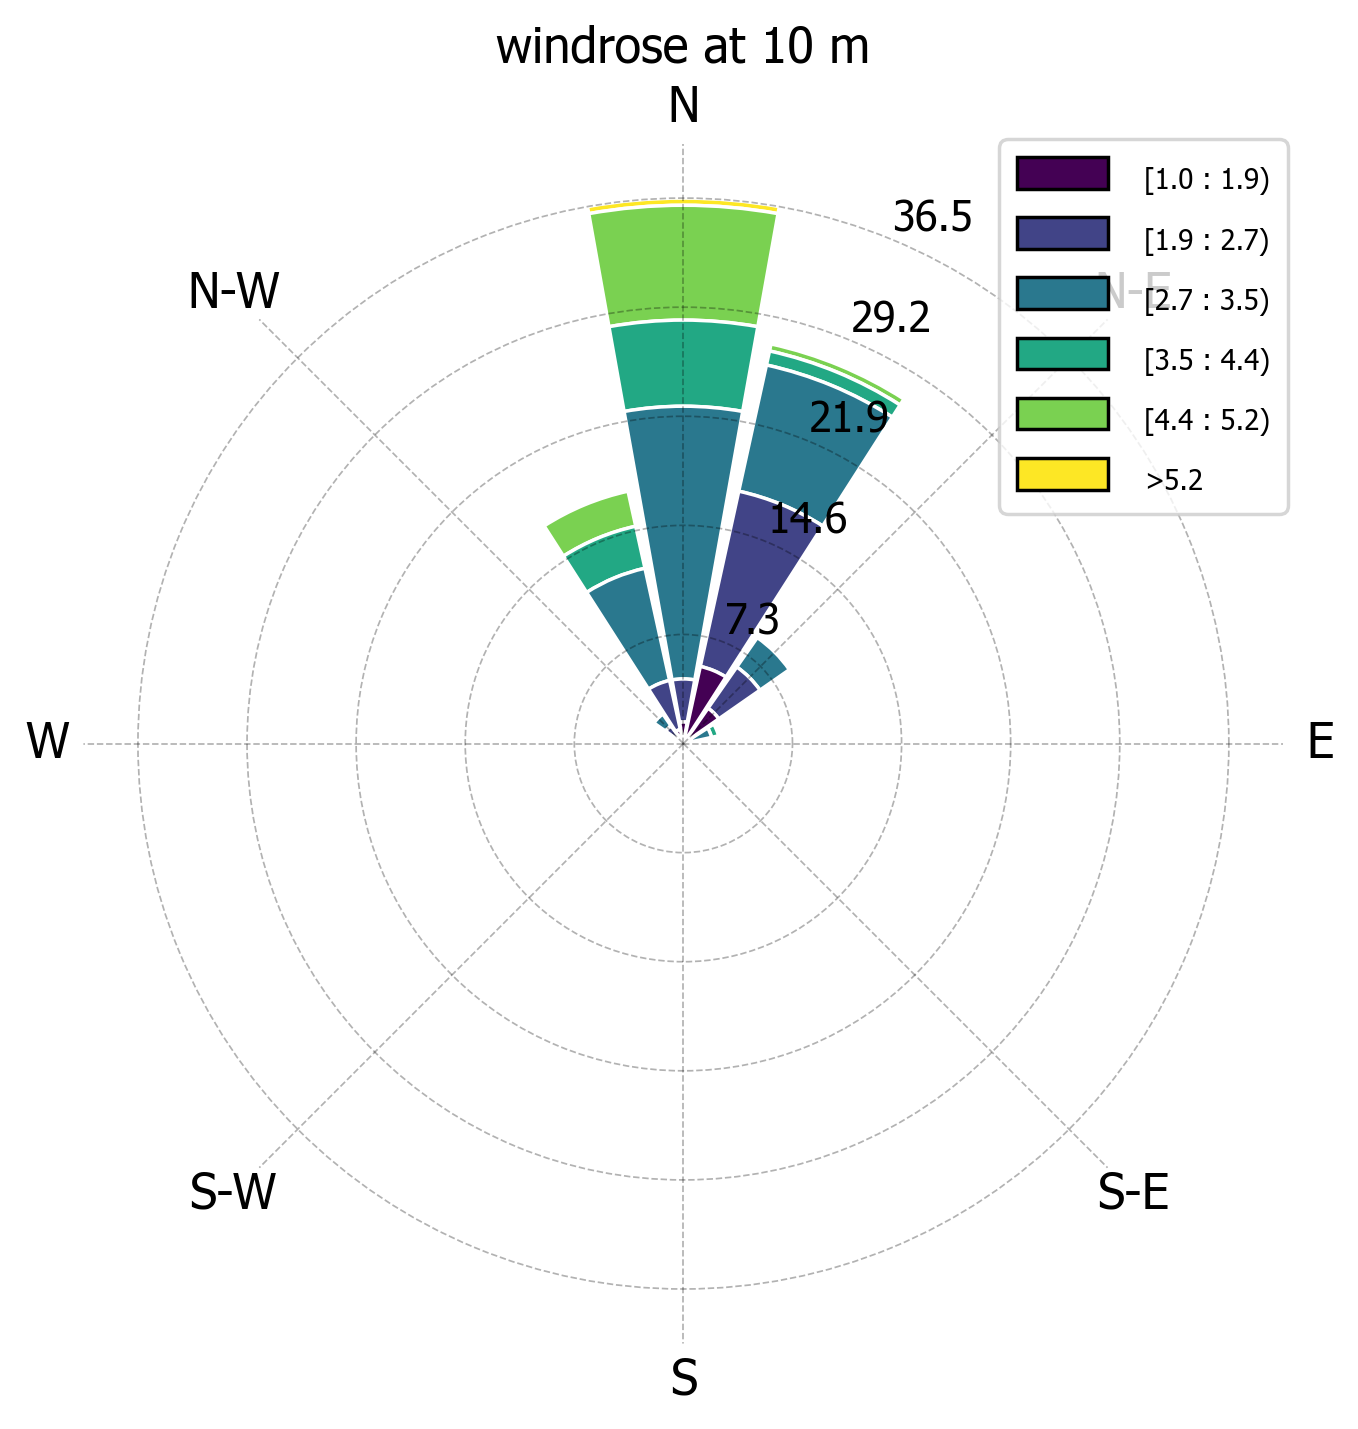 windrose at 10 m
N
N-W
N-E
W
E
S-W
S-E
S
36.5
29.2
21.9
14.6
7.3
[1.0 : 1.9)
[1.9 : 2.7)
[2.7 : 3.5)
[3.5 : 4.4)
[4.4 : 5.2)
>5.2